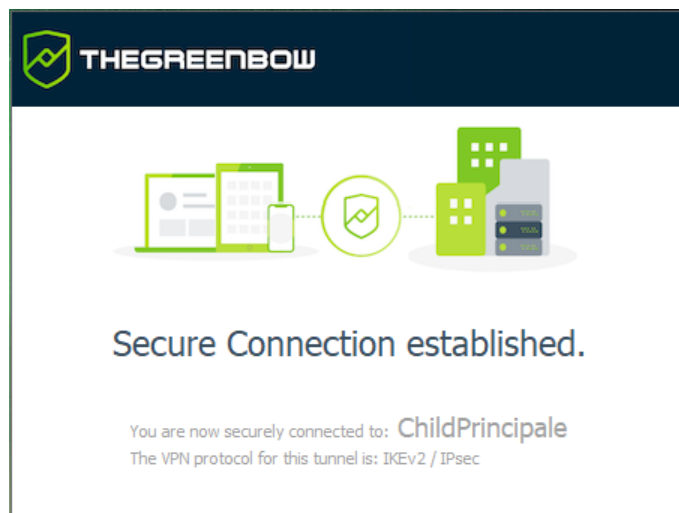 THEGREENBOW
Secure Connection established.
You are now securely connected to: ChildPrincipale
The VPN protocol for this tunnel is: IKEv2 / IPsec